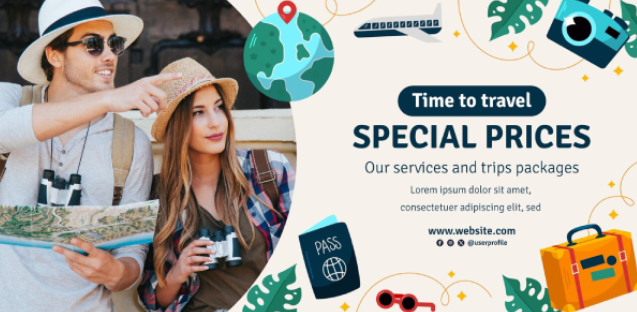 Time to travel
SPECIAL PRICES
Our services and trips packages
Lorem ipsum dolor sit amet,
consectetuer adipiscing elit, sed
www.website.com
@userprofile
PASS